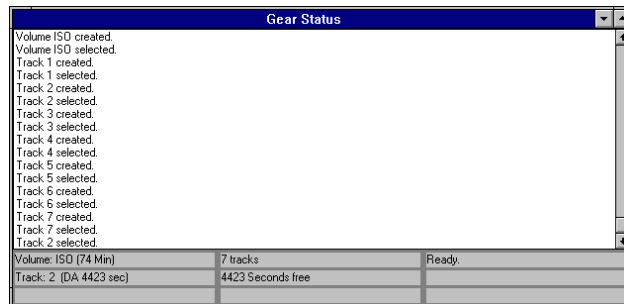 Gear Status
Volume ISO created.
Volume ISO selected.
Track 1 created.
Track 1 selected.
Track 2 created.
Track 2 selected.
Track 3 created.
Track 3 selected.
Track 4 created.
Track 4 selected.
Track 5 created.
Track 5 selected.
Track 6 created.
Track 6 selected.
Track 7 created.
Track 7 selected.
Track 2 selected.
Volume: ISO (74 Min) 7 tracks Ready.
Track: 2 (DA 4423 sec) 4423 Seconds free